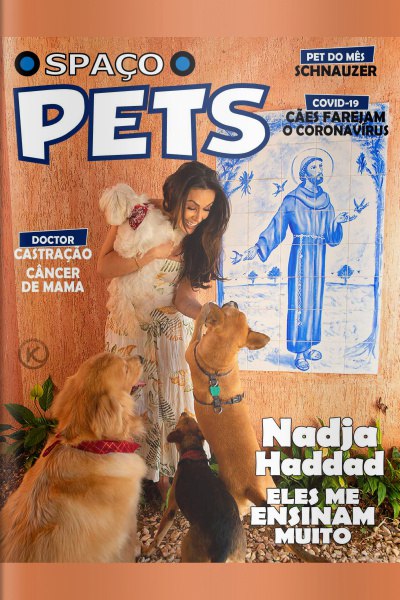 SPAÇO
PETS
PET DO MÊS
SCHNAUZER
COVID-19
CÃES FAREJAM
O CORONAVÍRUS
DOCTOR
CASTRAÇÃO
CÂNCER
DE MAMA
K
Nadja
Haddad
ELES ME
ENSINAM
MUITO